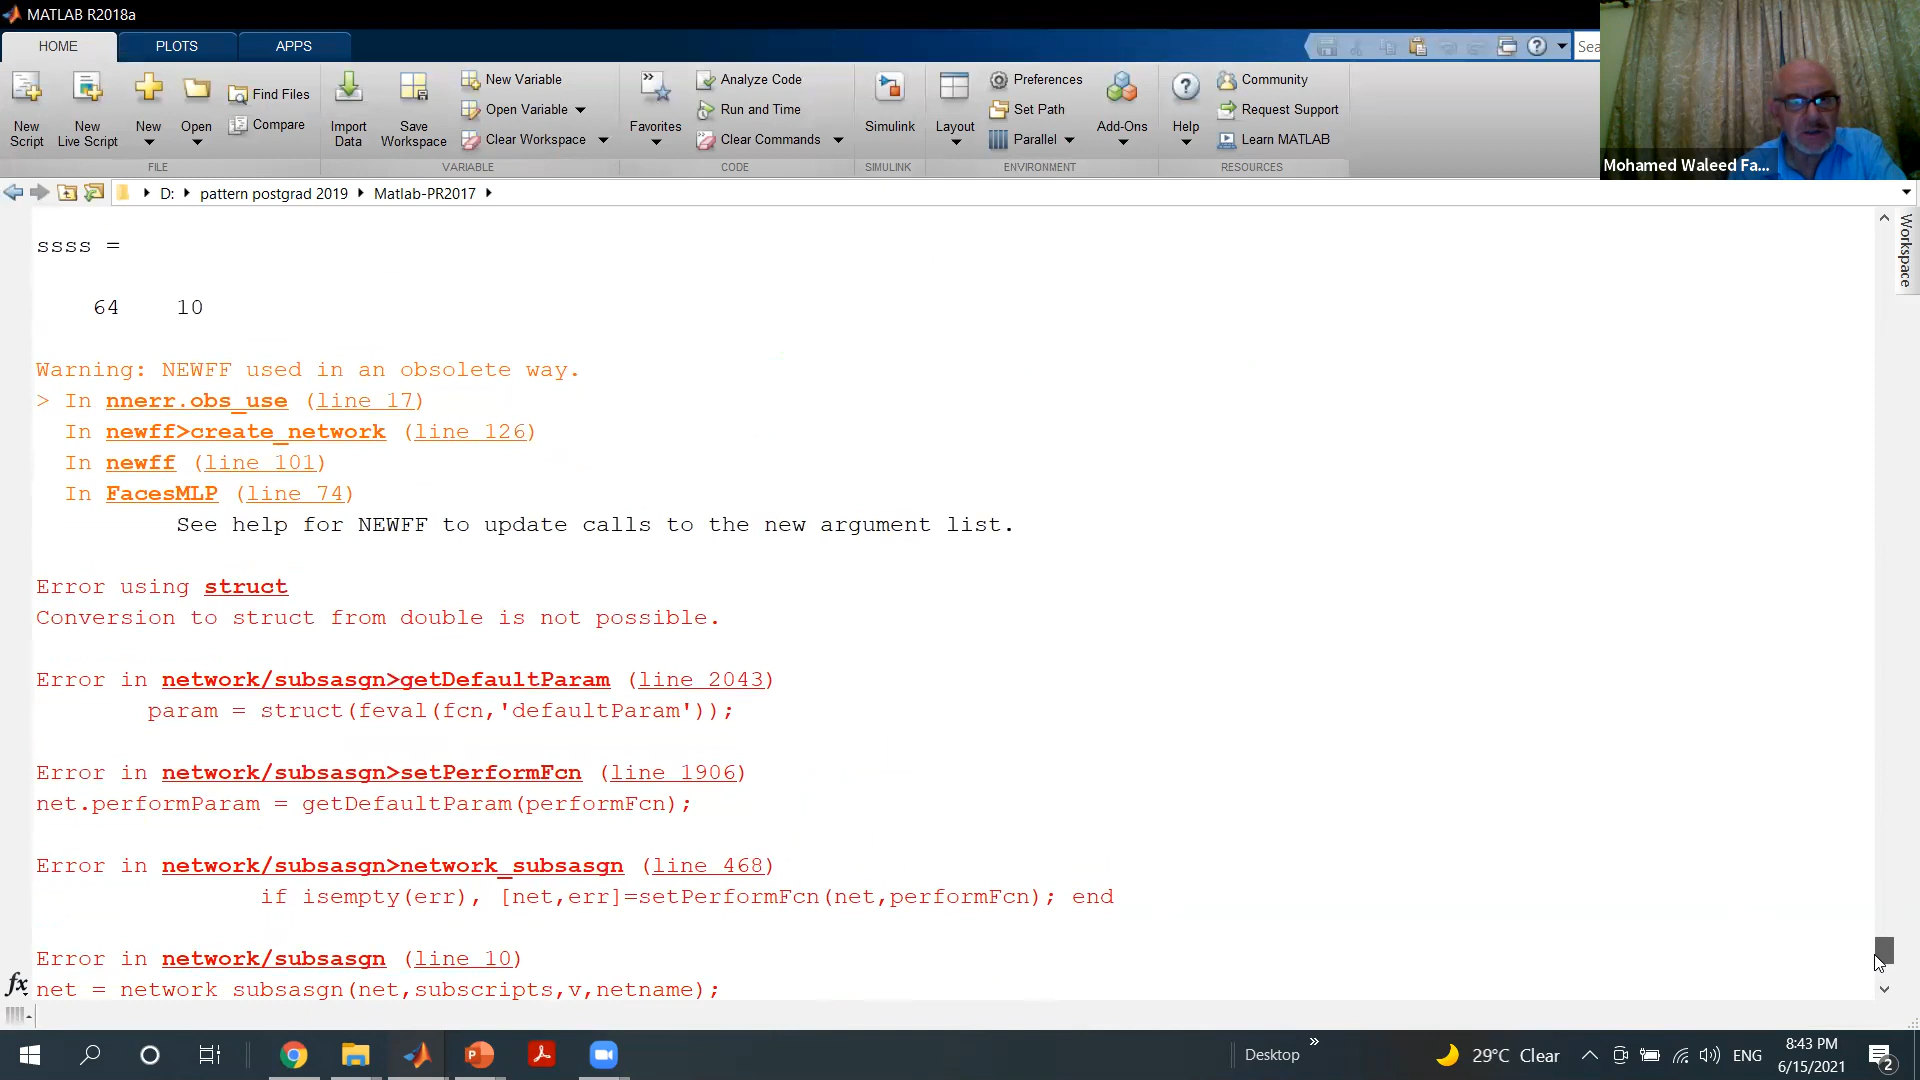 MATLAB R2018a
HOME
PLOTS
APPS
New Script
New Live Script
New
Open
Find Files
Compare
Import Data
Save Workspace
New Variable
Open Variable
Clear Workspace
Favorites
Analyze Code
Run and Time
Clear Commands
Simulink
Layout
Preferences
Set Path
Parallel
Add-Ons
Help
Community
Request Support
Learn MATLAB
Sea
FILE
VARIABLE
CODE
SIMULINK
ENVIRONMENT
RESOURCES
Mohamed Waleed Fa...
D: pattern postgrad 2019 Matlab-PR2017
Workspace
ssss =
64 10
Warning: NEWFF used in an obsolete way.
> In nnerr.obs_use (line 17)
In newff>create_network (line 126)
In newff (line 101)
In FacesMLP (line 74)
See help for NEWFF to update calls to the new argument list.
Error using struct
Conversion to struct from double is not possible.
Error in network/subsasgn>getDefaultParam (line 2043)
param = struct(feval(fcn,'defaultParam'));
Error in network/subsasgn>setPerformFcn (line 1906)
net.performParam = getDefaultParam(performFcn);
Error in network/subsasgn>network_subsasgn (line 468)
if isempty(err), [net,err]=setPerformFcn(net,performFcn); end
Error in network/subsasgn (line 10)
net = network_subsasgn(net,subscripts,v,netname);
fx
Desktop
29°C Clear
ENG
8:43 PM
6/15/2021
2